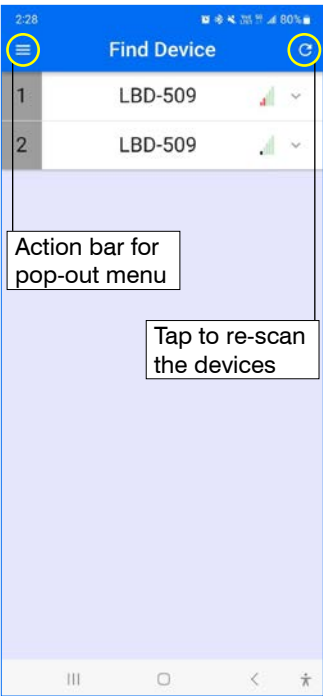 2:28 80%
Find Device
1 LBD-509
2 LBD-509
Action bar for
pop-out menu
Tap to re-scan
the devices